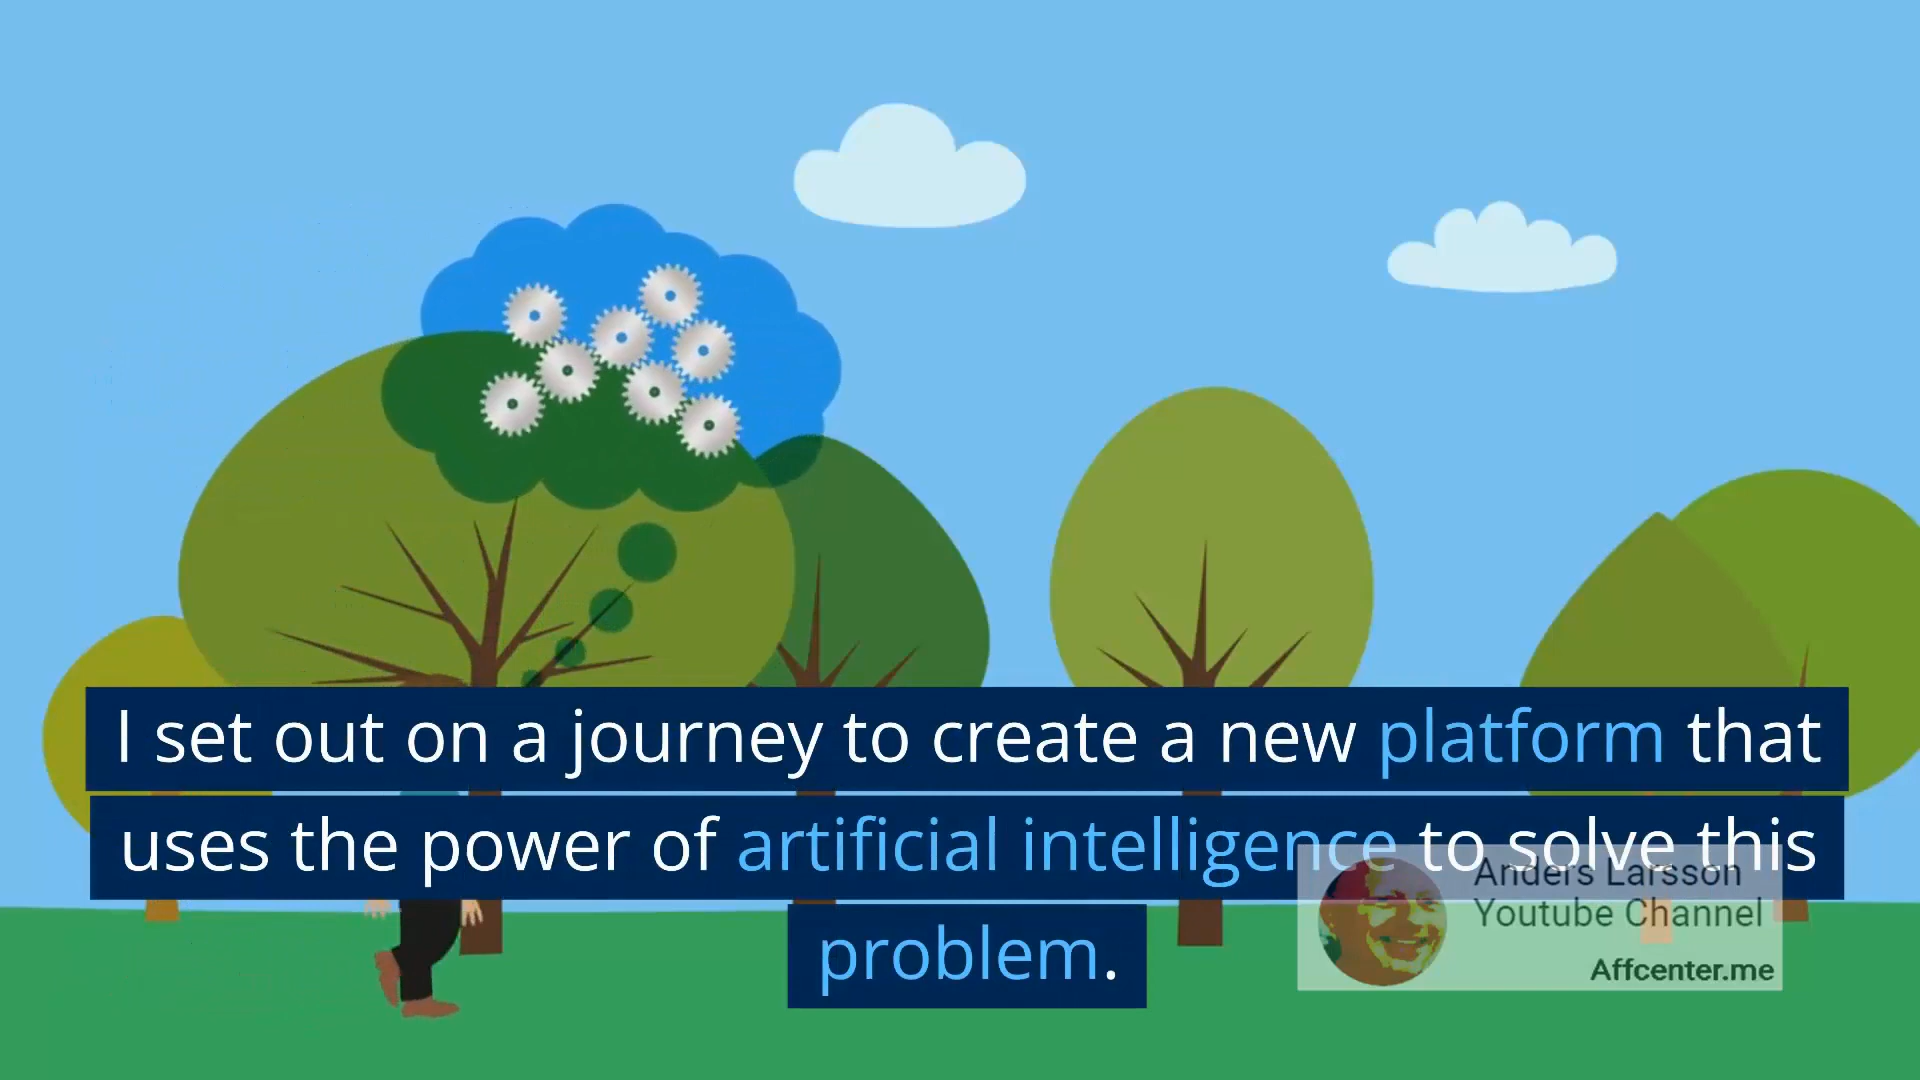 I set out on a journey to create a new platform that
uses the power of artificial intelligence to solve this
problem.
Anders Larsson
Youtube Channel
Affcenter.me